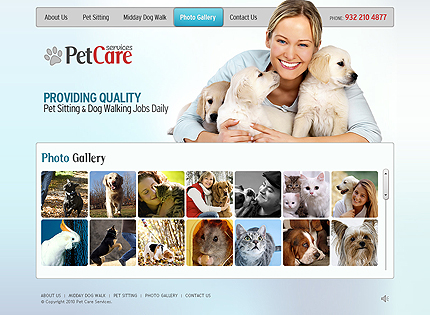 About Us Pet Sitting Midday Dog Walk Photo Gallery Contact Us PHONE: 932 210 4877
services
PetCare
PROVIDING QUALITY
Pet Sitting & Dog Walking Jobs Daily
Photo Gallery
ABOUT US | MIDDAY DOG WALK | PET SITTING | PHOTO GALLERY | CONTACT US
© Copyright 2010 Pet Care Services.